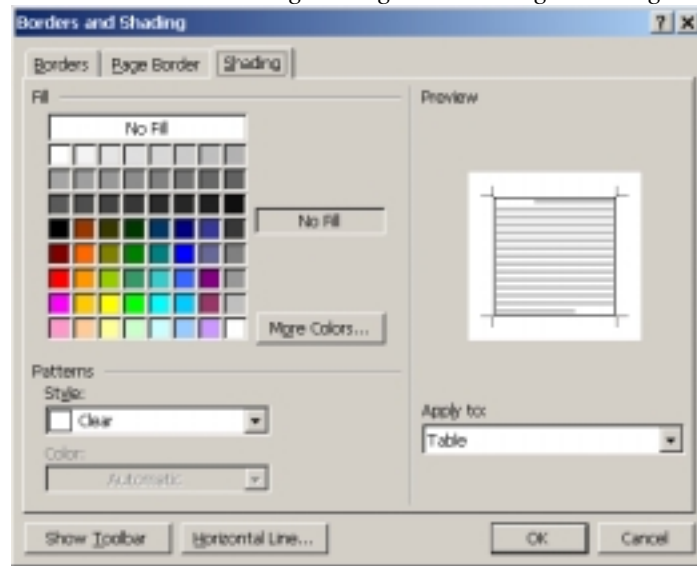 Borders and Shading
Borders Page Border Shading
Fill
Preview
No Fill
No Fill
More Colors...
Patterns
Style:
Clear
Apply to:
Table
Color:
Automatic
Show Toolbar Horizontal Line... OK Cancel